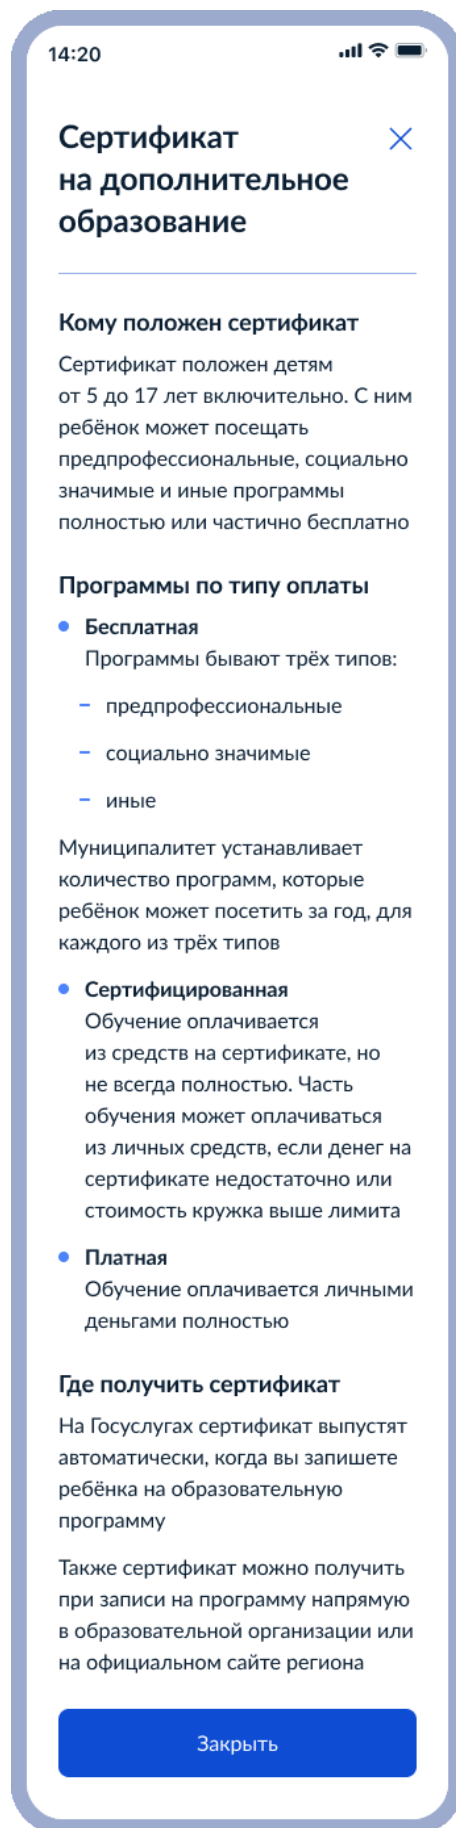 14:20
Сертификат
на дополнительное
образование
Кому положен сертификат
Сертификат положен детям
от 5 до 17 лет включительно. С ним
ребёнок может посещать
предпрофессиональные, социально
значимые и иные программы
полностью или частично бесплатно
Программы по типу оплаты
Бесплатная
Программы бывают трёх типов:
– предпрофессиональные
– социально значимые
– иные
Муниципалитет устанавливает
количество программ, которые
ребёнок может посетить за год, для
каждого из трёх типов
Сертифицированная
Обучение оплачивается
из средств на сертификате, но
не всегда полностью. Часть
обучения может оплачиваться
из личных средств, если денег на
сертификате недостаточно или
стоимость кружка выше лимита
Платная
Обучение оплачивается личными
деньгами полностью
Где получить сертификат
На Госуслугах сертификат выпустят
автоматически, когда вы запишете
ребёнка на образовательную
программу
Также сертификат можно получить
при записи на программу напрямую
в образовательной организации или
на официальном сайте региона
Закрыть